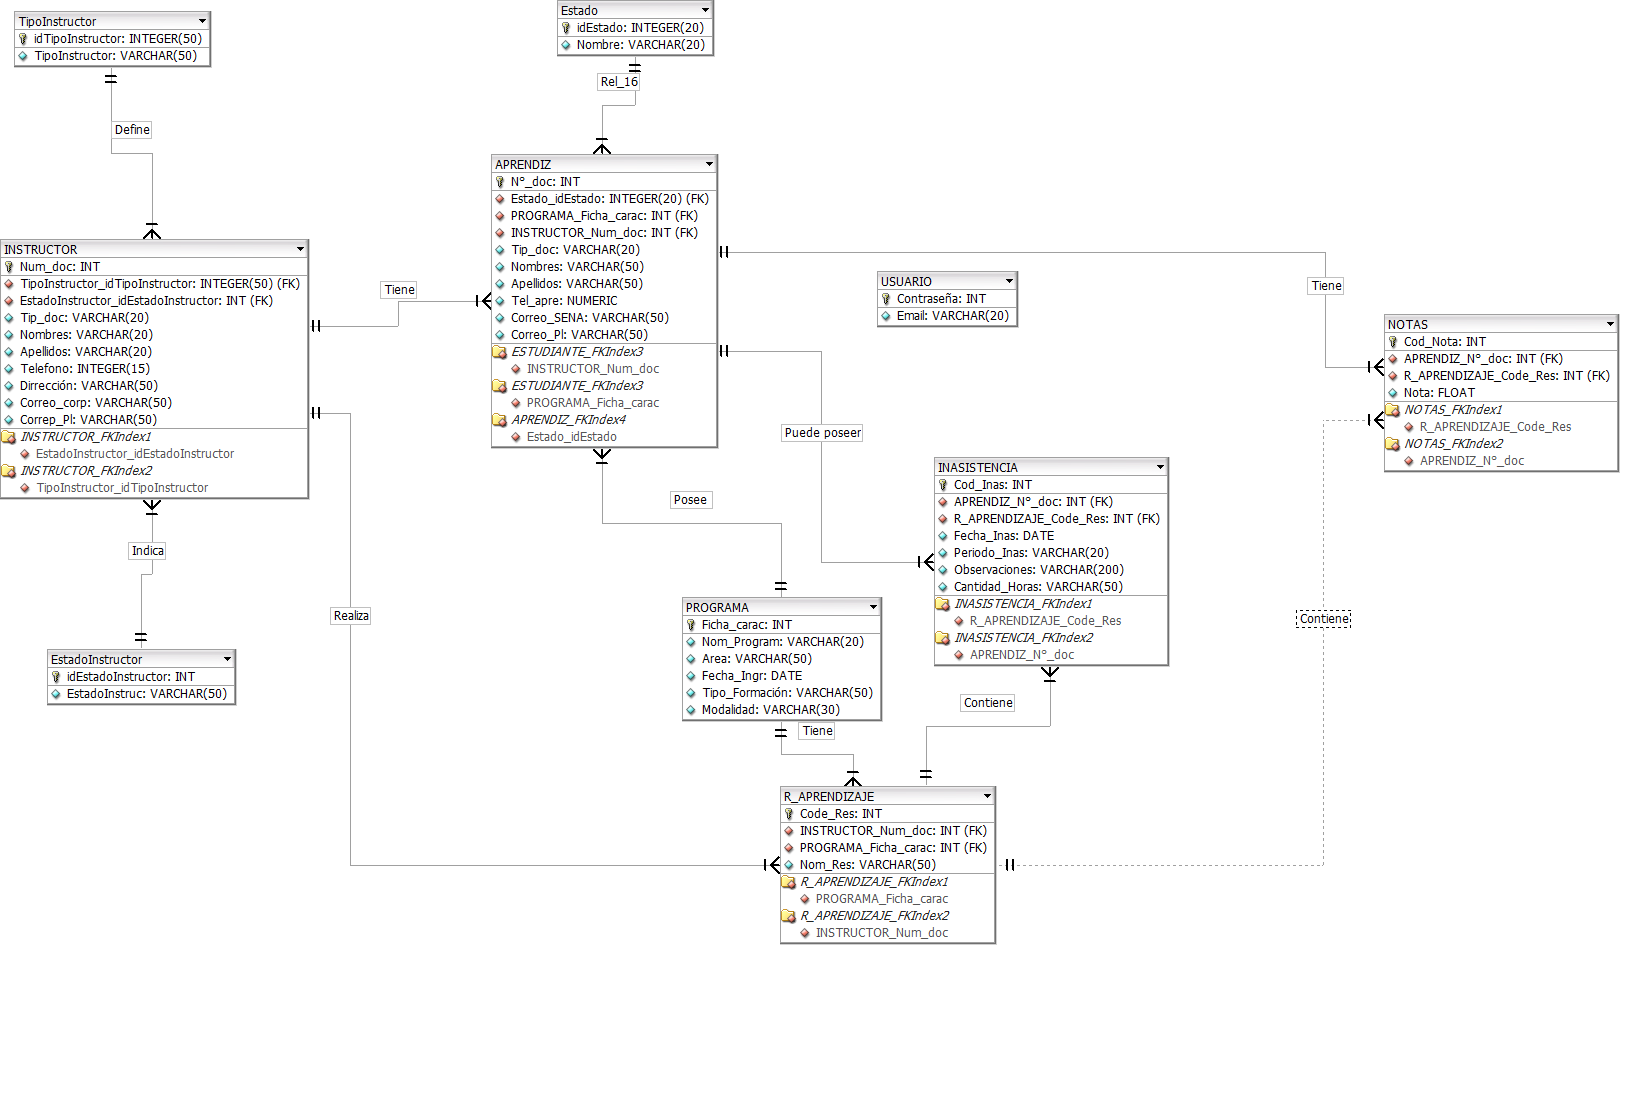 TipoInstructor
idTipoInstructor: INTEGER(50)
TipoInstructor: VARCHAR(50)
Estado
idEstado: INTEGER(20)
Nombre: VARCHAR(20)
Rel_16
Define
APRENDIZ
N°_doc: INT
Estado_idEstado: INTEGER(20) (FK)
PROGRAMA_Ficha_carac: INT (FK)
INSTRUCTOR_Num_doc: INT (FK)
Tip_doc: VARCHAR(20)
Nombres: VARCHAR(50)
Apellidos: VARCHAR(50)
Tel_apre: NUMERIC
Correo_SENA: VARCHAR(50)
Correo_Pl: VARCHAR(50)
ESTUDIANTE_FKIndex3
INSTRUCTOR_Num_doc
ESTUDIANTE_FKIndex3
PROGRAMA_Ficha_carac
APRENDIZ_FKIndex4
Estado_idEstado
INSTRUCTOR
Num_doc: INT
TipoInstructor_idTipoInstructor: INTEGER(50) (FK)
EstadoInstructor_idEstadoInstructor: INT (FK)
Tip_doc: VARCHAR(20)
Nombres: VARCHAR(20)
Apellidos: VARCHAR(20)
Telefono: INTEGER(15)
Dirrección: VARCHAR(50)
Correo_corp: VARCHAR(50)
Correp_Pl: VARCHAR(50)
INSTRUCTOR_FKIndex1
EstadoInstructor_idEstadoInstructor
INSTRUCTOR_FKIndex2
TipoInstructor_idTipoInstructor
Tiene
USUARIO
Contraseña: INT
Email: VARCHAR(20)
Tiene
NOTAS
Cod_Nota: INT
APRENDIZ_N°_doc: INT (FK)
R_APRENDIZAJE_Code_Res: INT (FK)
Nota: FLOAT
NOTAS_FKIndex1
R_APRENDIZAJE_Code_Res
NOTAS_FKIndex2
APRENDIZ_N°_doc
Puede poseer
INASISTENCIA
Cod_Inas: INT
APRENDIZ_N°_doc: INT (FK)
R_APRENDIZAJE_Code_Res: INT (FK)
Fecha_Inas: DATE
Periodo_Inas: VARCHAR(20)
Observaciones: VARCHAR(200)
Cantidad_Horas: VARCHAR(50)
INASISTENCIA_FKIndex1
R_APRENDIZAJE_Code_Res
INASISTENCIA_FKIndex2
APRENDIZ_N°_doc
Posee
Indica
Realiza
Contiene
EstadoInstructor
idEstadoInstructor: INT
EstadoInstruc: VARCHAR(50)
PROGRAMA
Ficha_carac: INT
Nom_Program: VARCHAR(20)
Area: VARCHAR(50)
Fecha_Ingr: DATE
Tipo_Formación: VARCHAR(50)
Modalidad: VARCHAR(30)
Contiene
Tiene
R_APRENDIZAJE
Code_Res: INT
INSTRUCTOR_Num_doc: INT (FK)
PROGRAMA_Ficha_carac: INT (FK)
Nom_Res: VARCHAR(50)
R_APRENDIZAJE_FKIndex1
PROGRAMA_Ficha_carac
R_APRENDIZAJE_FKIndex2
INSTRUCTOR_Num_doc